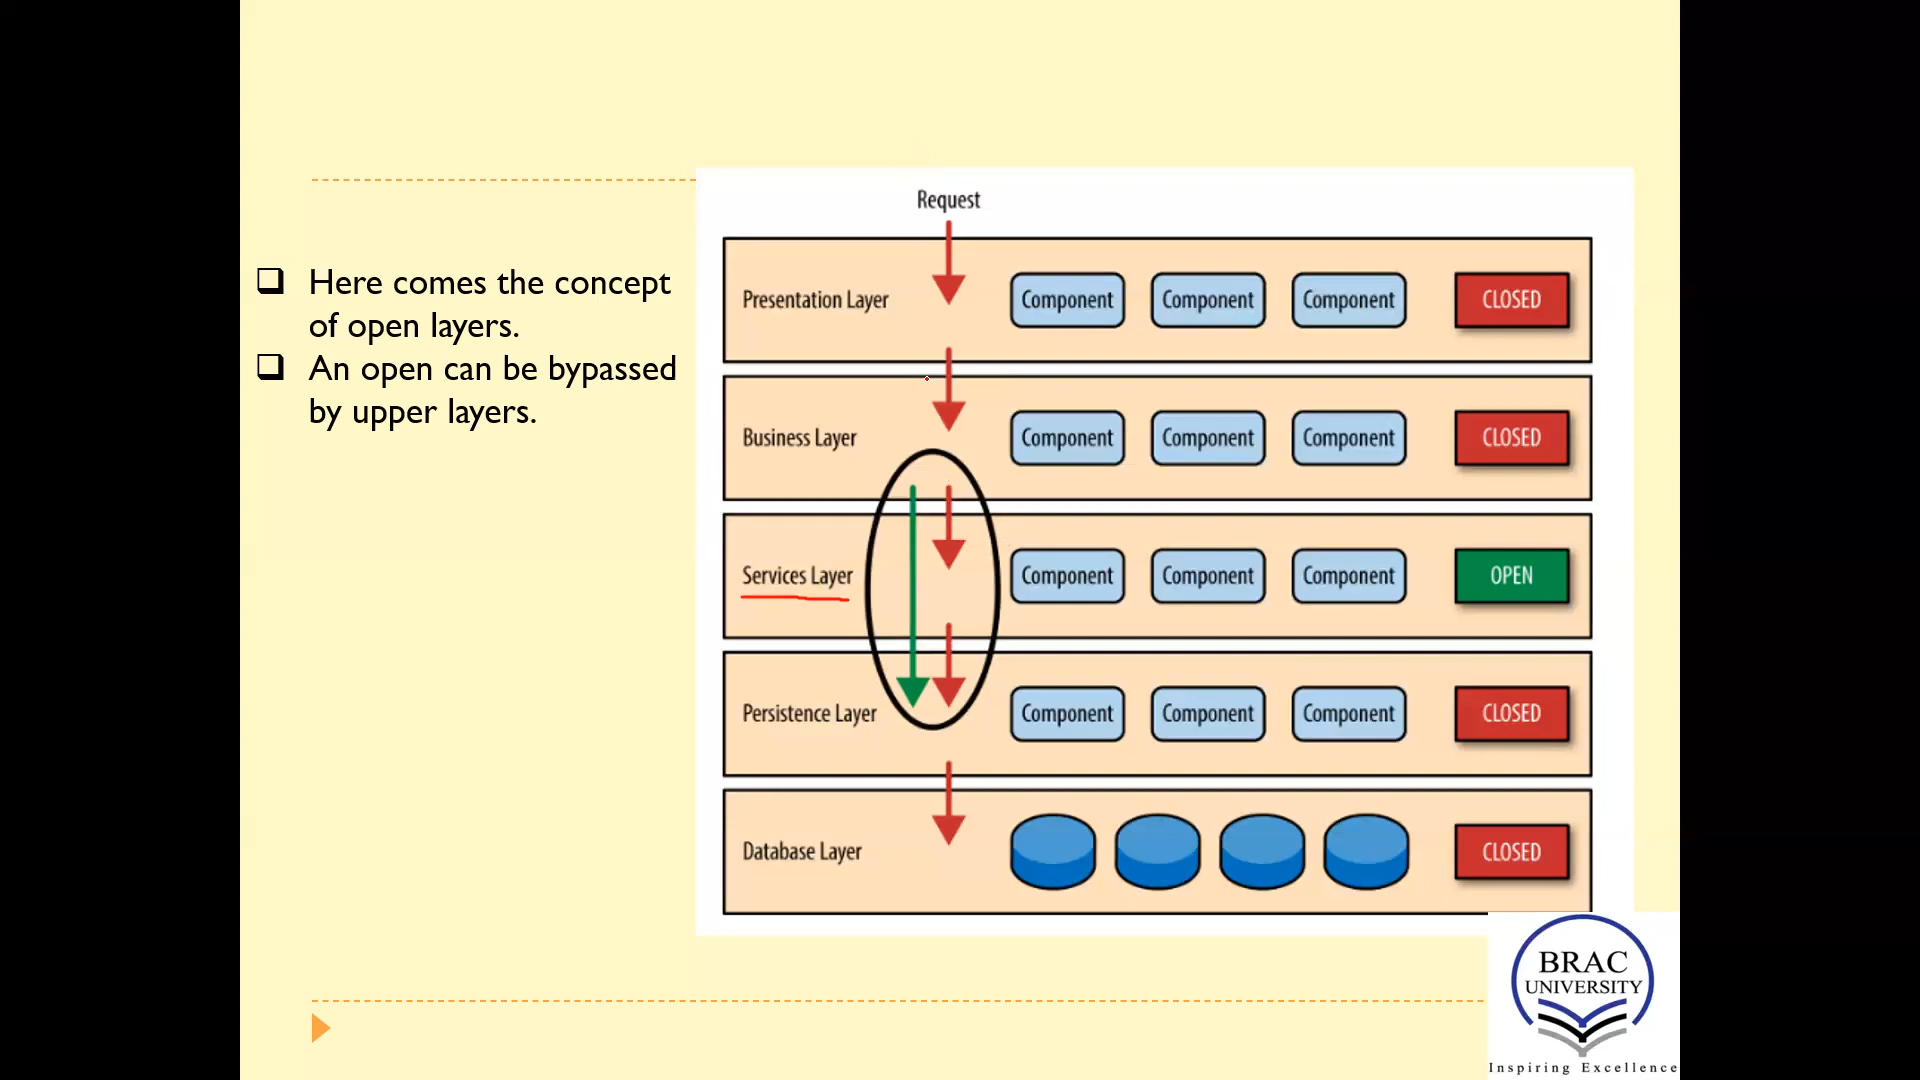 Here comes the concept
of open layers.
An open can be bypassed
by upper layers.
Request
Presentation Layer
Component Component Component
CLOSED
Business Layer
Component Component Component
CLOSED
Services Layer
Component Component Component
OPEN
Persistence Layer
Component Component Component
CLOSED
Database Layer
CLOSED
BRAC
UNIVERSITY
Inspiring Excellence